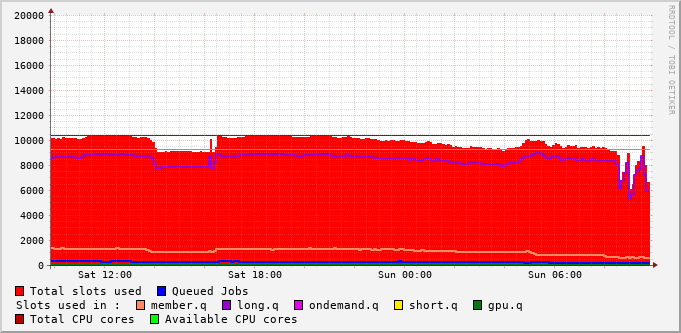 RRDTOOL / TOBI OETIKER
20000
18000
16000
14000
12000
10000
8000
6000
4000
2000
0
Sat 12:00 Sat 18:00 Sun 00:00 Sun 06:00
Total slots used Queued Jobs
Slots used in : member.q long.q ondemand.q short.q gpu.q
Total CPU cores Available CPU cores